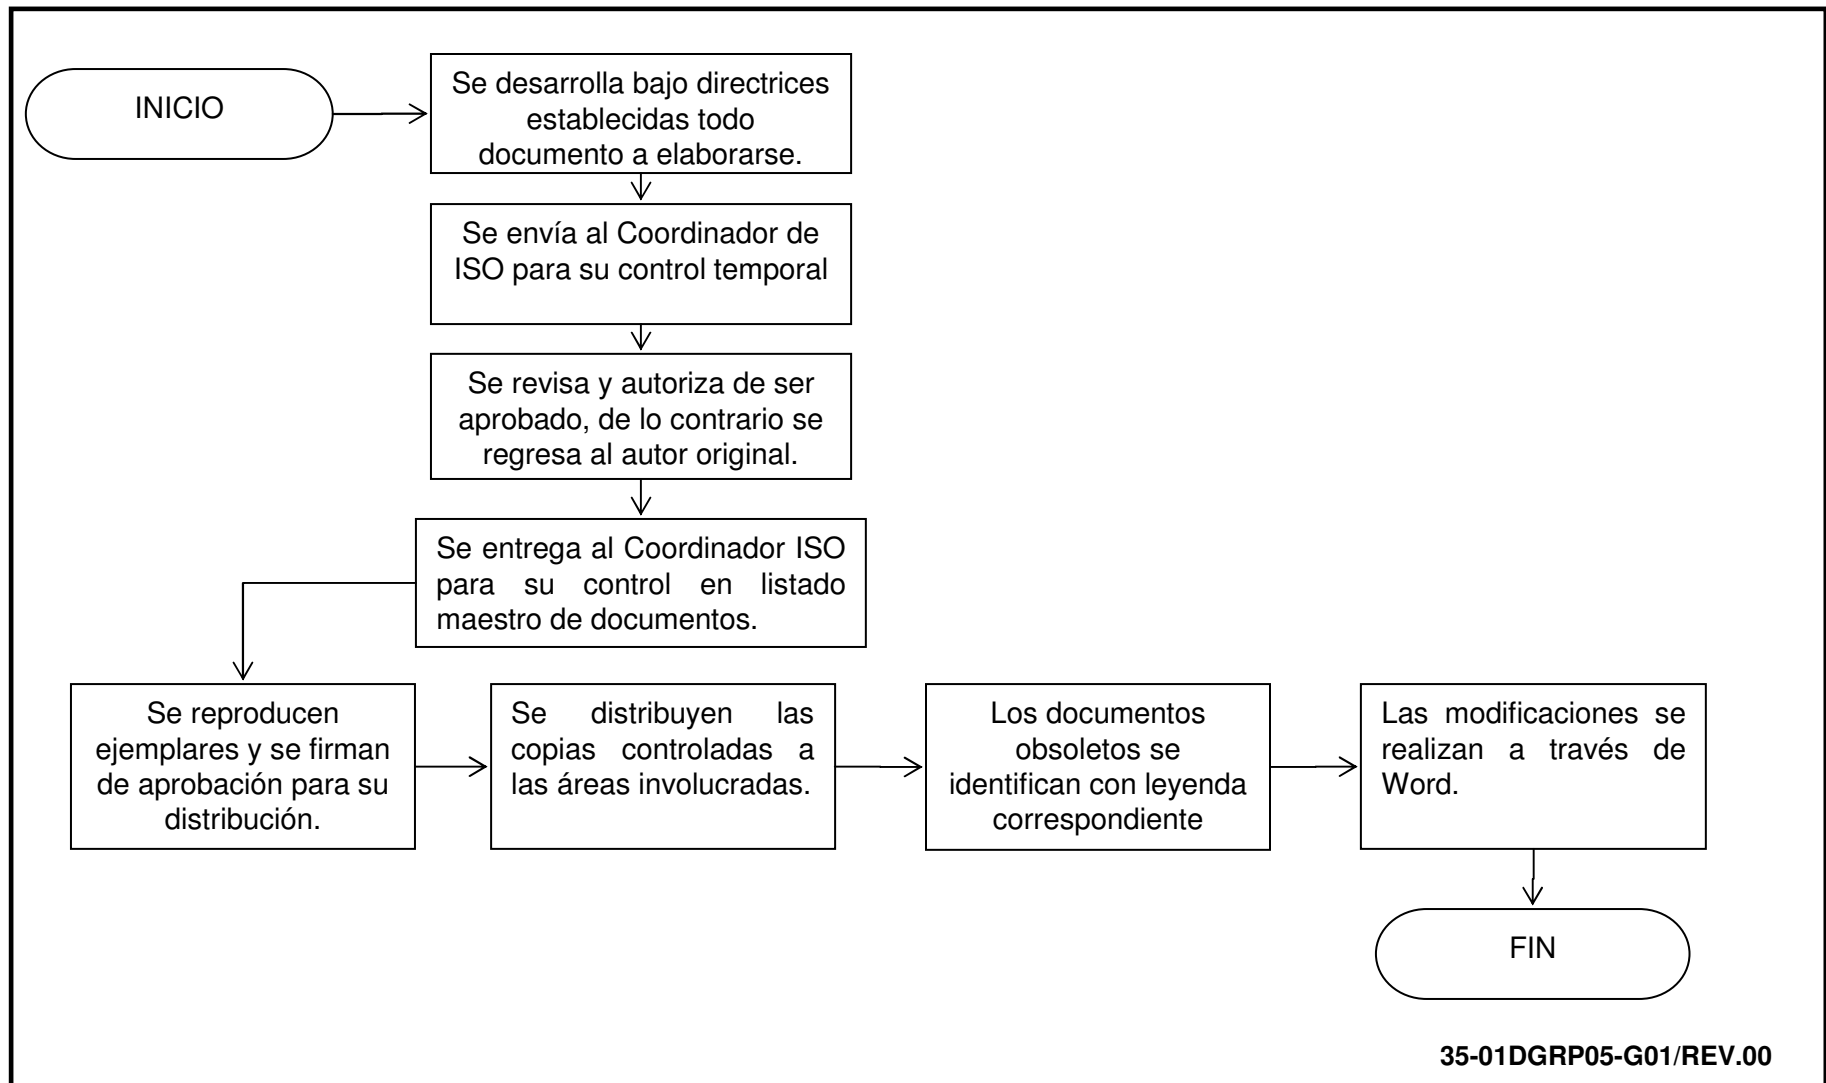 INICIO
Se desarrolla bajo directrices
establecidas todo
documento a elaborarse.
Se envía al Coordinador de
ISO para su control temporal
Se revisa y autoriza de ser
aprobado, de lo contrario se
regresa al autor original.
Se entrega al Coordinador ISO
para su control en listado
maestro de documentos.
Se reproducen
ejemplares y se firman
de aprobación para su
distribución.
Se distribuyen las
copias controladas a
las áreas involucradas.
Los documentos
obsoletos se
identifican con leyenda
correspondiente
Las modificaciones se
realizan a través de
Word.
FIN
35-01DGRP05-G01/REV.00